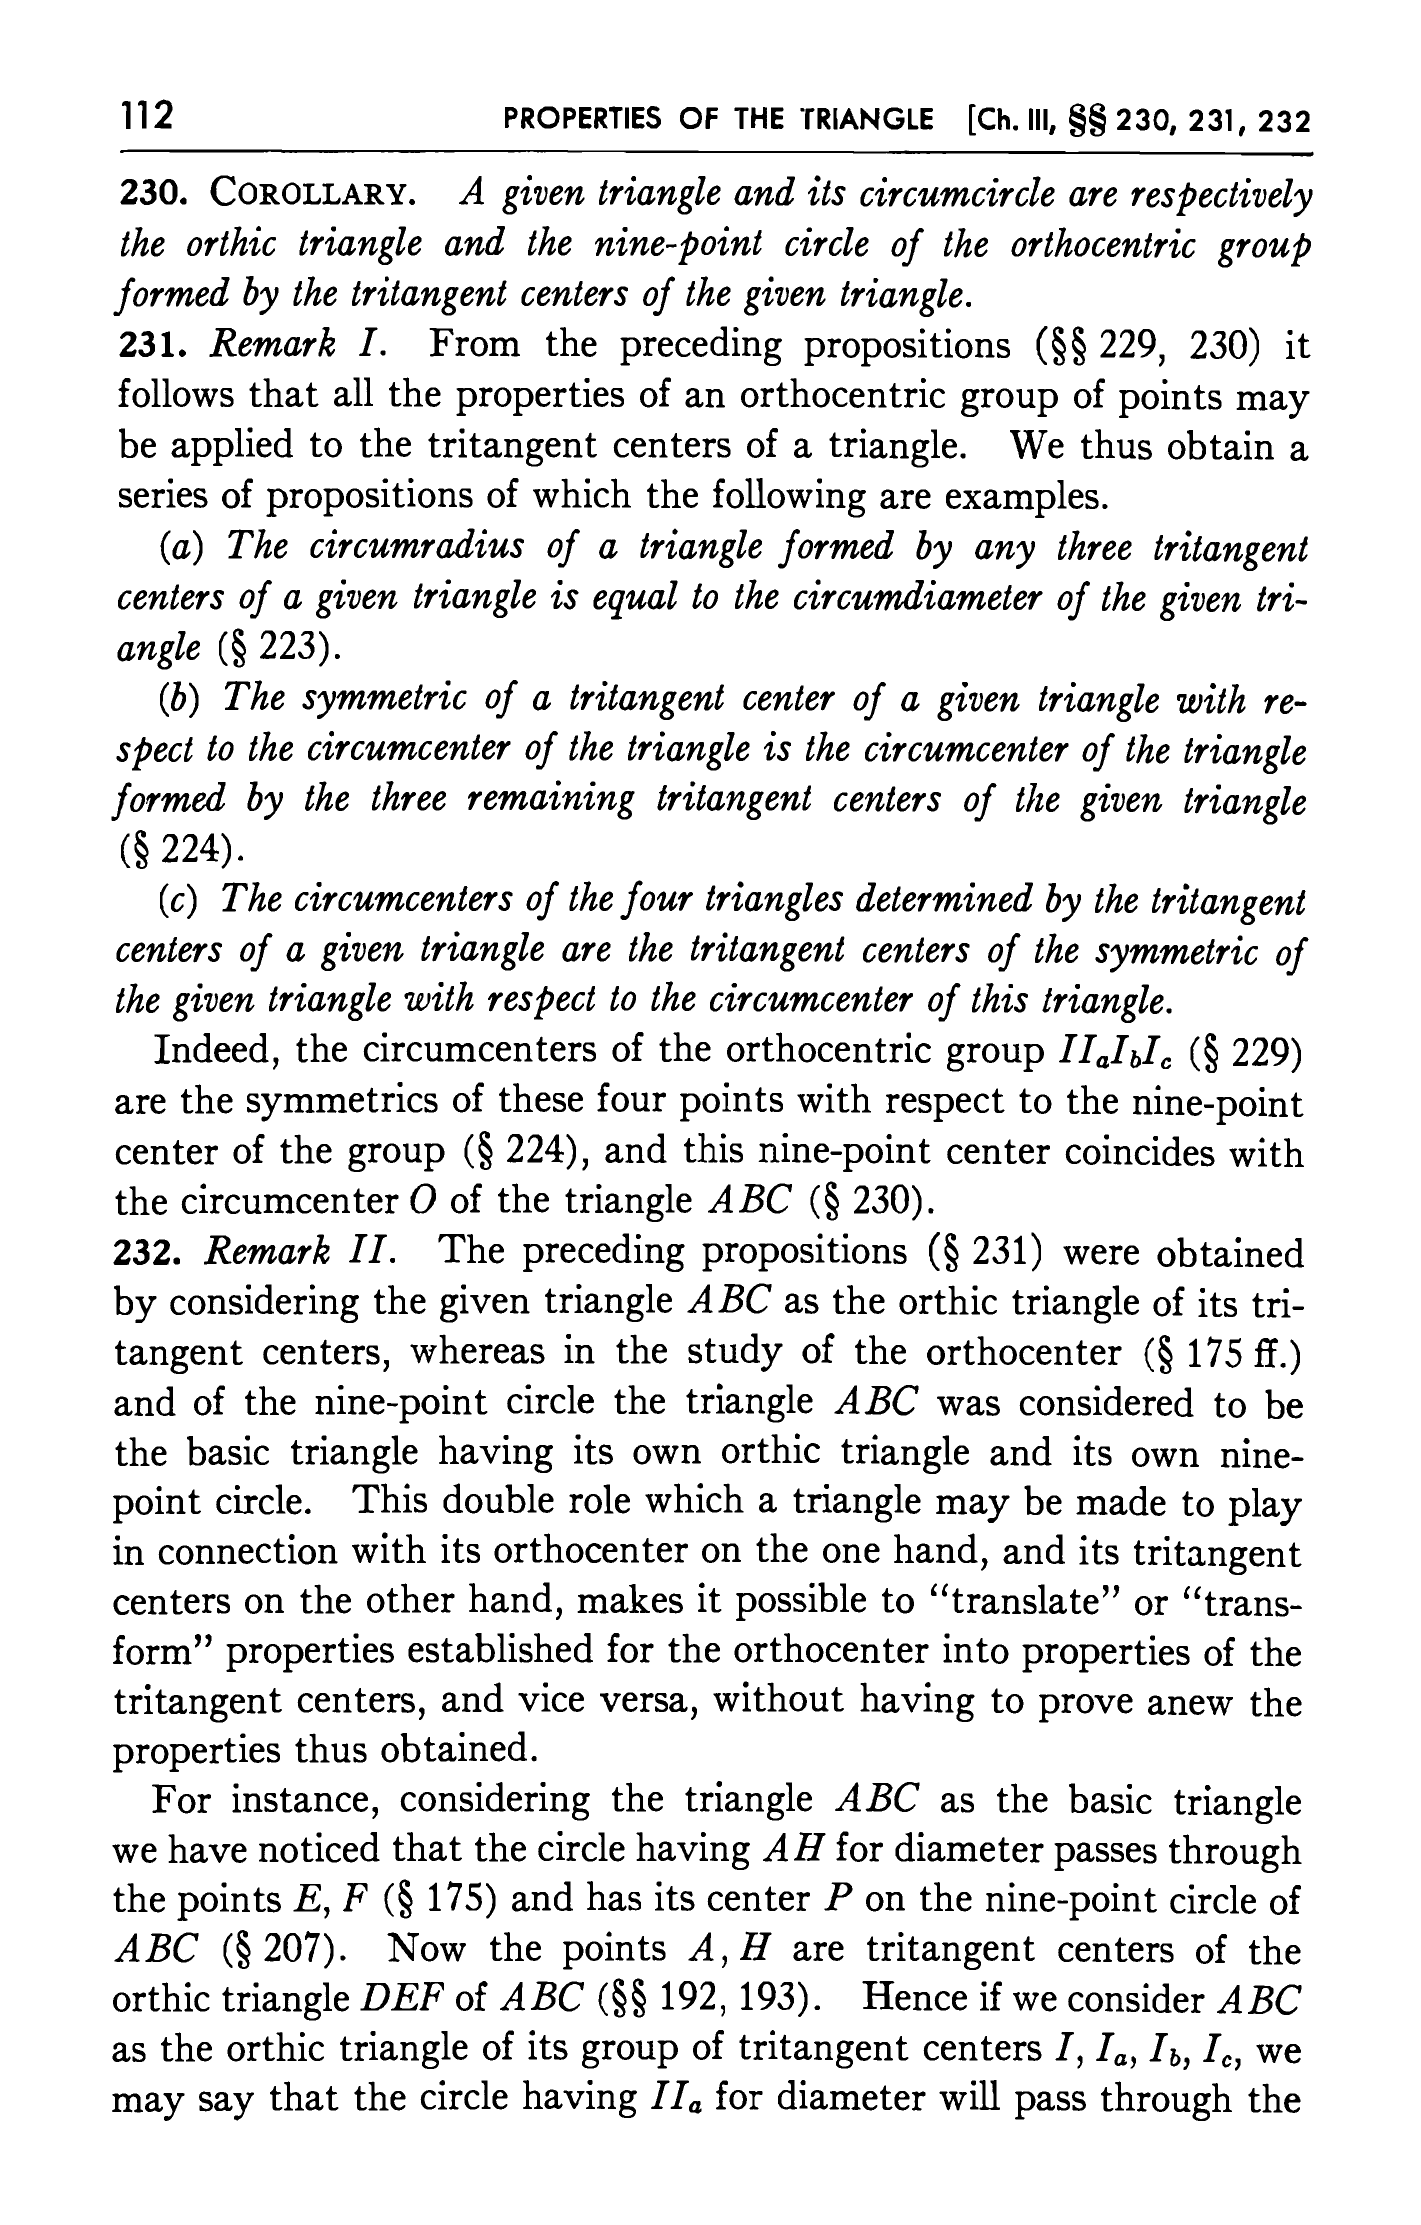 112 PROPERTIES OF THE TRIANGLE [Ch. III, §§ 230, 231, 232
230. COROLLARY. A given triangle and its circumcircle are respectively
the orthic triangle and the nine-point circle of the orthocentric group
formed by the tritangent centers of the given triangle.
231. Remark I. From the preceding propositions (§§ 229, 230) it
follows that all the properties of an orthocentric group of points may
be applied to the tritangent centers of a triangle. We thus obtain a
series of propositions of which the following are examples.
(a) The circumradius of a triangle formed by any three tritangent
centers of a given triangle is equal to the circumdiameter of the given tri-
angle (§ 223).
(b) The symmetric of a tritangent center of a given triangle with re-
spect to the circumcenter of the triangle is the circumcenter of the triangle
formed by the three remaining tritangent centers of the given triangle
(§ 224).
(c) The circumcenters of the four triangles determined by the tritangent
centers of a given triangle are the tritangent centers of the symmetric of
the given triangle with respect to the circumcenter of this triangle.
Indeed, the circumcenters of the orthocentric group IIₐI_bI_c (§ 229)
are the symmetrics of these four points with respect to the nine-point
center of the group (§ 224), and this nine-point center coincides with
the circumcenter O of the triangle ABC (§ 230).
232. Remark II. The preceding propositions (§ 231) were obtained
by considering the given triangle ABC as the orthic triangle of its tri-
tangent centers, whereas in the study of the orthocenter (§ 175 ff.)
and of the nine-point circle the triangle ABC was considered to be
the basic triangle having its own orthic triangle and its own nine-
point circle. This double role which a triangle may be made to play
in connection with its orthocenter on the one hand, and its tritangent
centers on the other hand, makes it possible to “translate” or “trans-
form” properties established for the orthocenter into properties of the
tritangent centers, and vice versa, without having to prove anew the
properties thus obtained.
For instance, considering the triangle ABC as the basic triangle
we have noticed that the circle having AH for diameter passes through
the points E, F (§ 175) and has its center P on the nine-point circle of
ABC (§ 207). Now the points A, H are tritangent centers of the
orthic triangle DEF of ABC (§§ 192, 193). Hence if we consider ABC
as the orthic triangle of its group of tritangent centers I, Iₐ, I_b, I_c, we
may say that the circle having IIₐ for diameter will pass through the